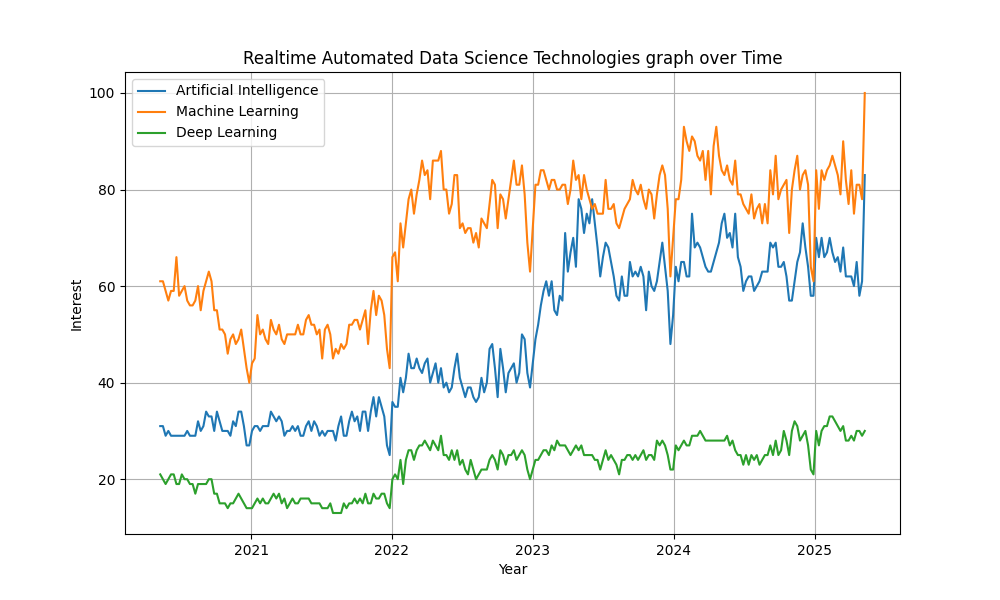 Realtime Automated Data Science Technologies graph over Time
Artificial Intelligence
Machine Learning
Deep Learning
100
80
60
40
20
Interest
2021 2022 2023 2024 2025
Year